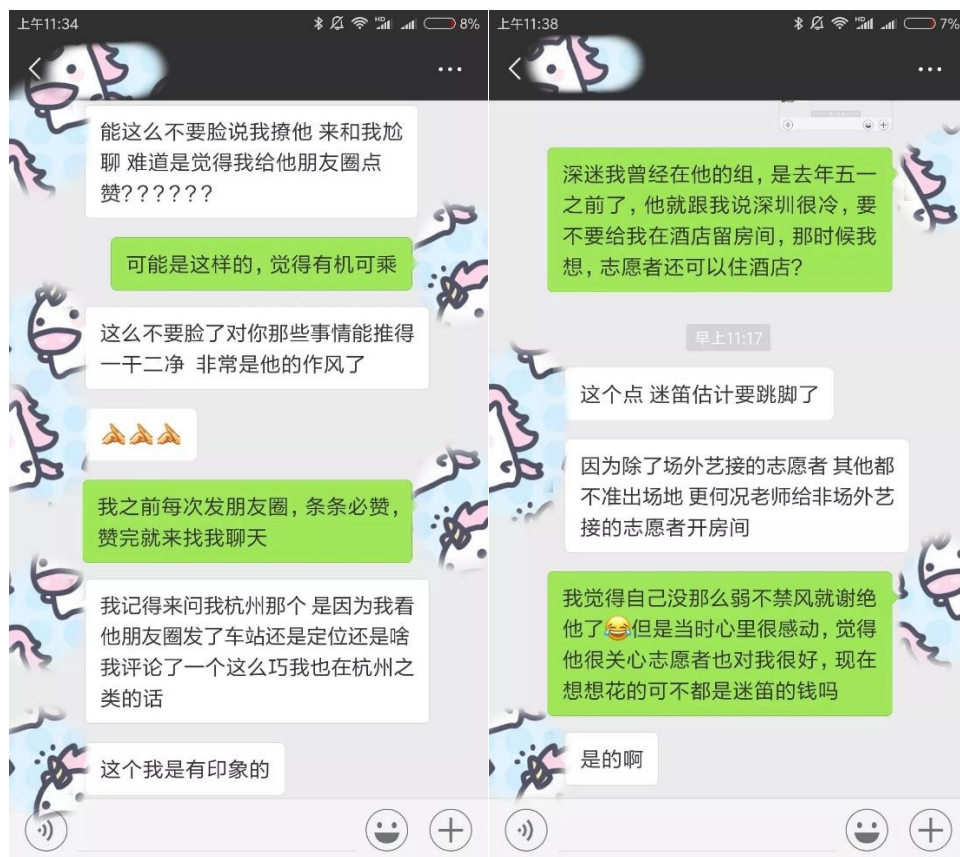 上午11:34
8%
能这么不要脸说我撩他 来和我尬
聊 难道是觉得我给他朋友圈点
赞??????
可能是这样的，觉得有机可乘
这么不要脸了对你那些事情能推得
一干二净 非常是他的作风了
我之前每次发朋友圈，条条必赞，
赞完就来找我聊天
我记得来问我杭州那个 是因为我看
他朋友圈发了车站还是定位还是啥
我评论了一个这么巧我也在杭州之
类的话
这个我是有印象的
上午11:38
7%
深迷我曾经在他的组，是去年五一
之前了，他就跟我说深圳很冷，要
不要给我在酒店留房间，那时候我
想，志愿者还可以住酒店？
早上11:17
这个点 迷笛估计要跳脚了
因为除了场外艺接的志愿者 其他都
不准出场地 更何况老师给非场外艺
接的志愿者开房间
我觉得自己没那么弱不禁风就谢绝
他了😂但是当时心里很感动，觉得
他很关心志愿者也对我很好，现在
想想花的可不都是迷笛的钱吗
是的啊